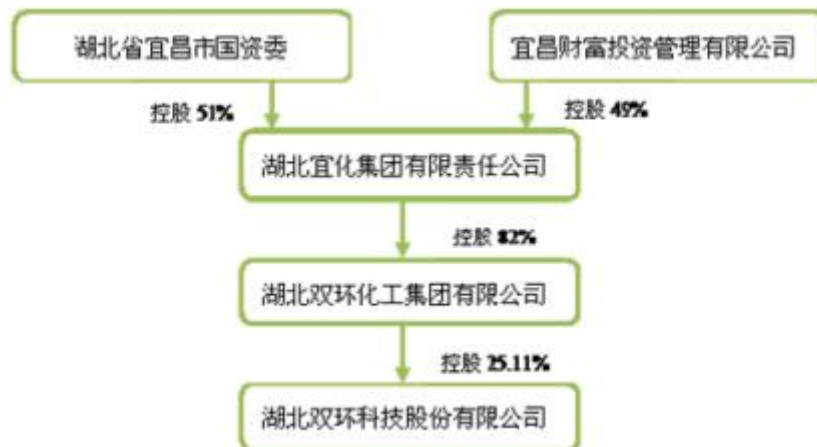 湖北省宜昌市国资委
宜昌财富投资管理有限公司
控股 51%
控股 49%
湖北宜化集团有限责任公司
控股 82%
湖北双环化工集团有限公司
控股 25.11%
湖北双环科技股份有限公司